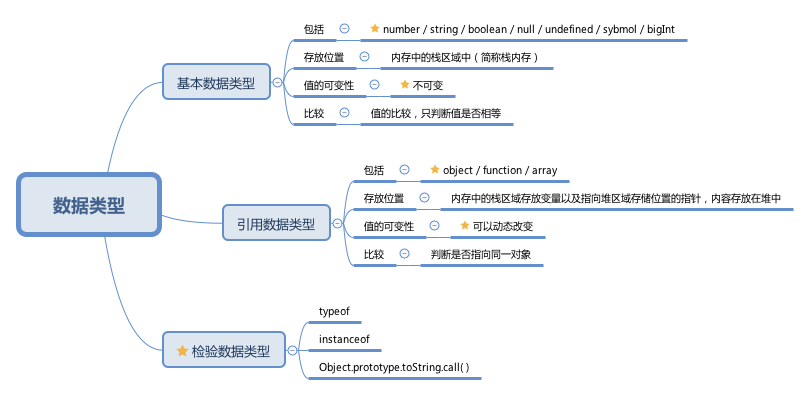 数据类型
基本数据类型
包括
number / string / boolean / null / undefined / sybmol / bigInt
存放位置
内存中的栈区域中（简称栈内存）
值的可变性
不可变
比较
值的比较，只判断值是否相等
引用数据类型
包括
object / function / array
存放位置
内存中的栈区域存放变量以及指向堆区域存储位置的指针，内容存放在堆中
值的可变性
可以动态改变
比较
判断是否指向同一对象
检验数据类型
typeof
instanceof
Object.prototype.toString.call( )